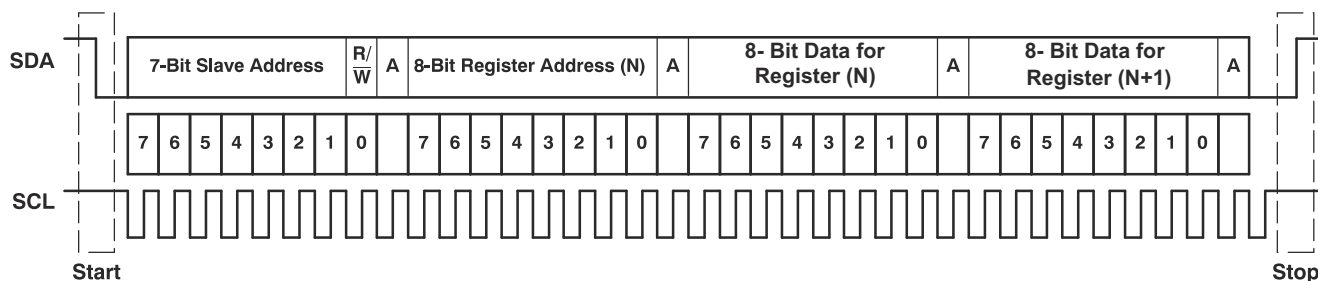 SDA
7-Bit Slave Address
R/
W
A
8-Bit Register Address (N)
A
8- Bit Data for
Register (N)
A
8- Bit Data for
Register (N+1)
A
7 6 5 4 3 2 1 0 7 6 5 4 3 2 1 0 7 6 5 4 3 2 1 0 7 6 5 4 3 2 1 0
SCL
Start
Stop